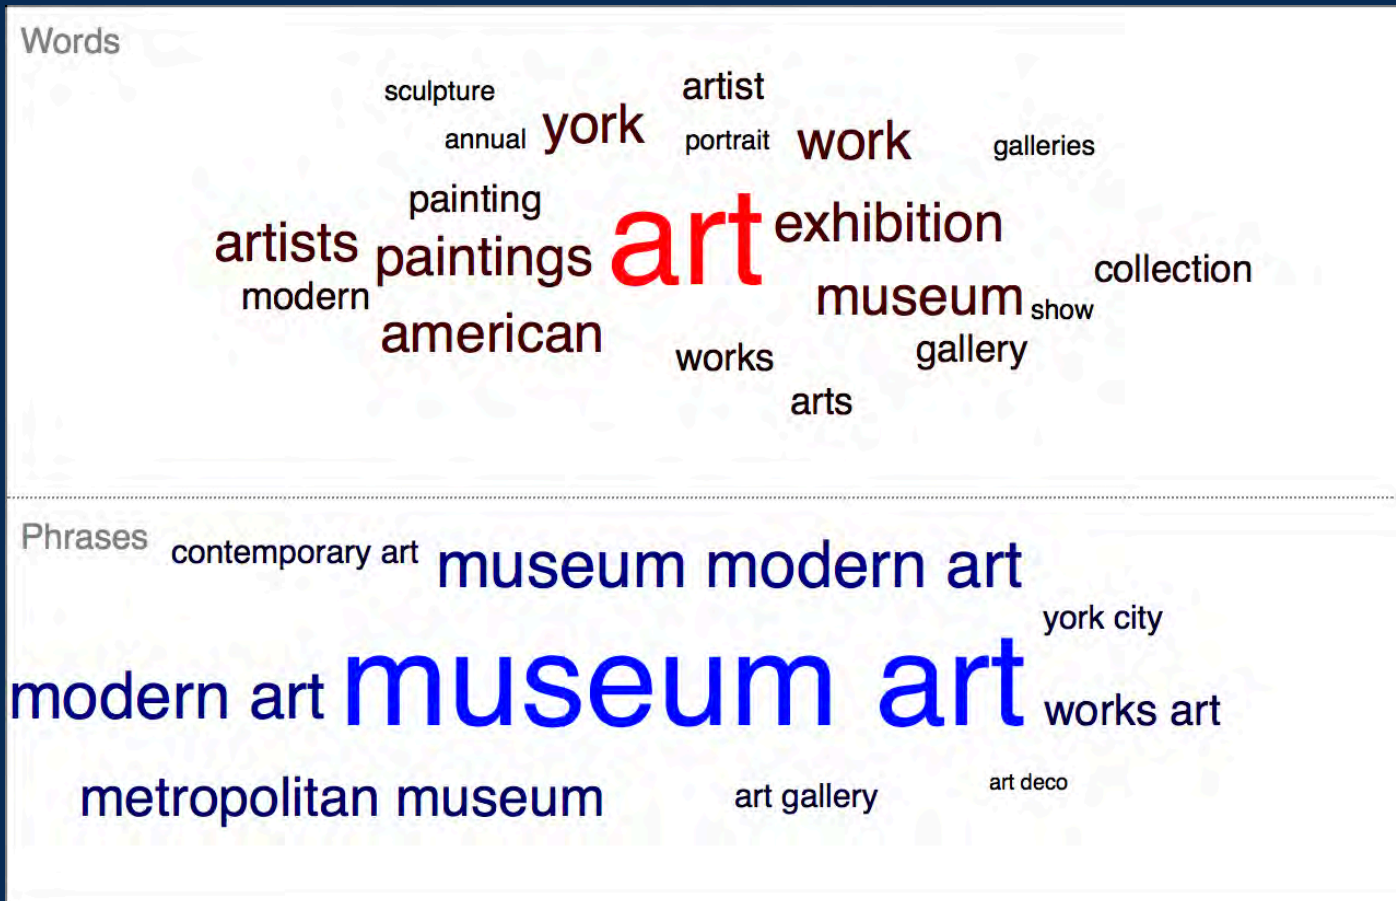 Words
sculpture artist
annual york portrait work galleries
painting
artists paintings art exhibition
modern museum show collection
american works gallery
arts
Phrases
contemporary art museum modern art
york city
modern art museum art works art
metropolitan museum art gallery art deco